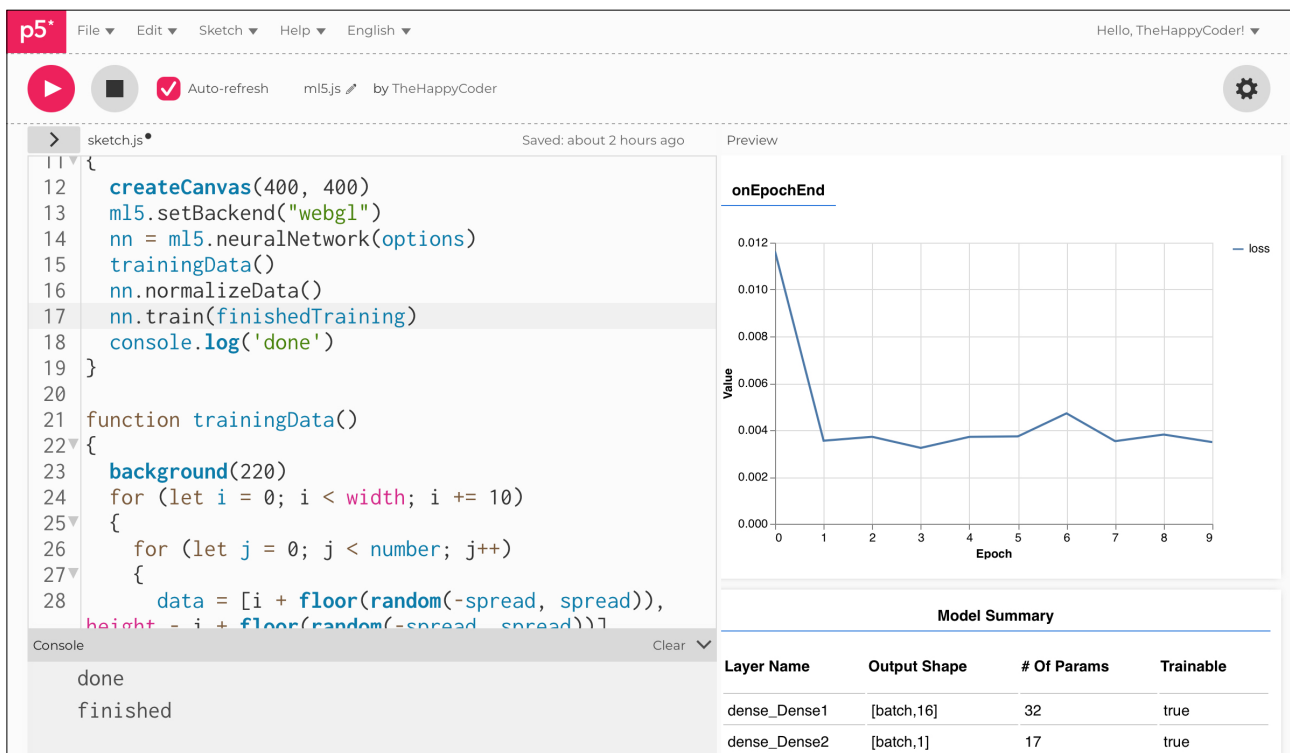 p5* File Edit Sketch Help English Hello, TheHappyCoder!
Auto-refresh ml5.js by TheHappyCoder
sketch.js Saved: about 2 hours ago Preview
11 {
12 createCanvas(400, 400)
13 ml5.setBackend("webgl")
14 nn = ml5.neuralNetwork(options)
15 trainingData()
16 nn.normalizeData()
17 nn.train(finishedTraining)
18 console.log('done')
19 }
20
21 function trainingData()
22 {
23 background(220)
24 for (let i = 0; i < width; i += 10)
25 {
26 for (let j = 0; j < number; j++)
27 {
28 data = [i + floor(random(-spread, spread)),
height - i + floor(random(-spread, spread))]
Console Clear
done
finished
onEpochEnd
loss
Value
0.012
0.010
0.008
0.006
0.004
0.002
0.000
0 1 2 3 4 5 6 7 8 9
Epoch
Model Summary
Layer Name Output Shape # Of Params Trainable
dense_Dense1 [batch,16] 32 true
dense_Dense2 [batch,1] 17 true